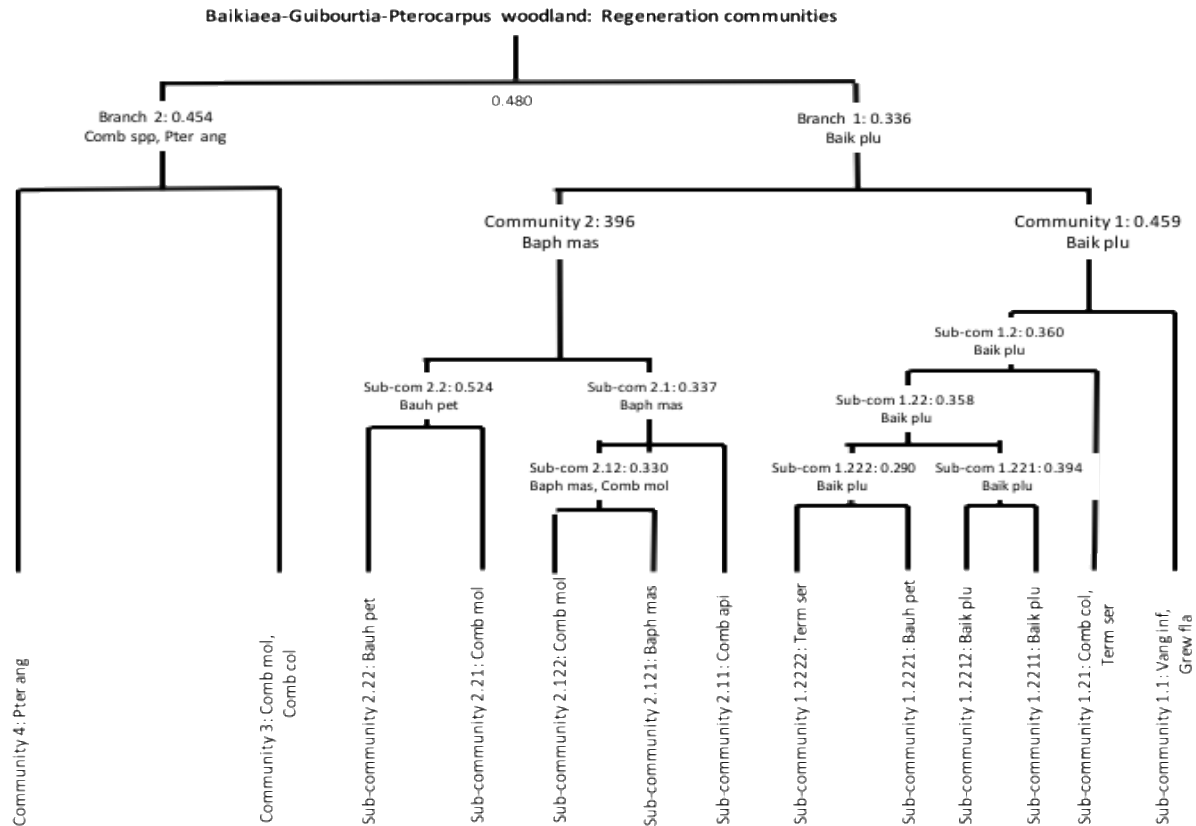 Baikiaea-Guibourtia-Pterocarpus woodland: Regeneration communities
0.480
Branch 2: 0.454
Comb spp, Pter ang
Branch 1: 0.336
Baik plu
Community 2: 396
Baph mas
Community 1: 0.459
Baik plu
Sub-com 1.2: 0.360
Baik plu
Sub-com 2.2: 0.524
Bauh pet
Sub-com 2.1: 0.337
Baph mas
Sub-com 1.22: 0.358
Baik plu
Sub-com 2.12: 0.330
Baph mas, Comb mol
Sub-com 1.222: 0.290
Baik plu
Sub-com 1.221: 0.394
Baik plu
Community 4: Pter ang
Community 3: Comb mol,
Comb col
Sub-community 2.22: Bauh pet
Sub-community 2.21: Comb mol
Sub-community 2.122: Comb mol
Sub-community 2.121: Baph mas
Sub-community 2.11: Comb api
Sub-community 1.2222: Term ser
Sub-community 1.2221: Bauh pet
Sub-community 1.2212: Baik plu
Sub-community 1.2211: Baik plu
Sub-community 1.21: Comb col,
Term ser
Sub-community 1.1: Vang inf,
Grew fla